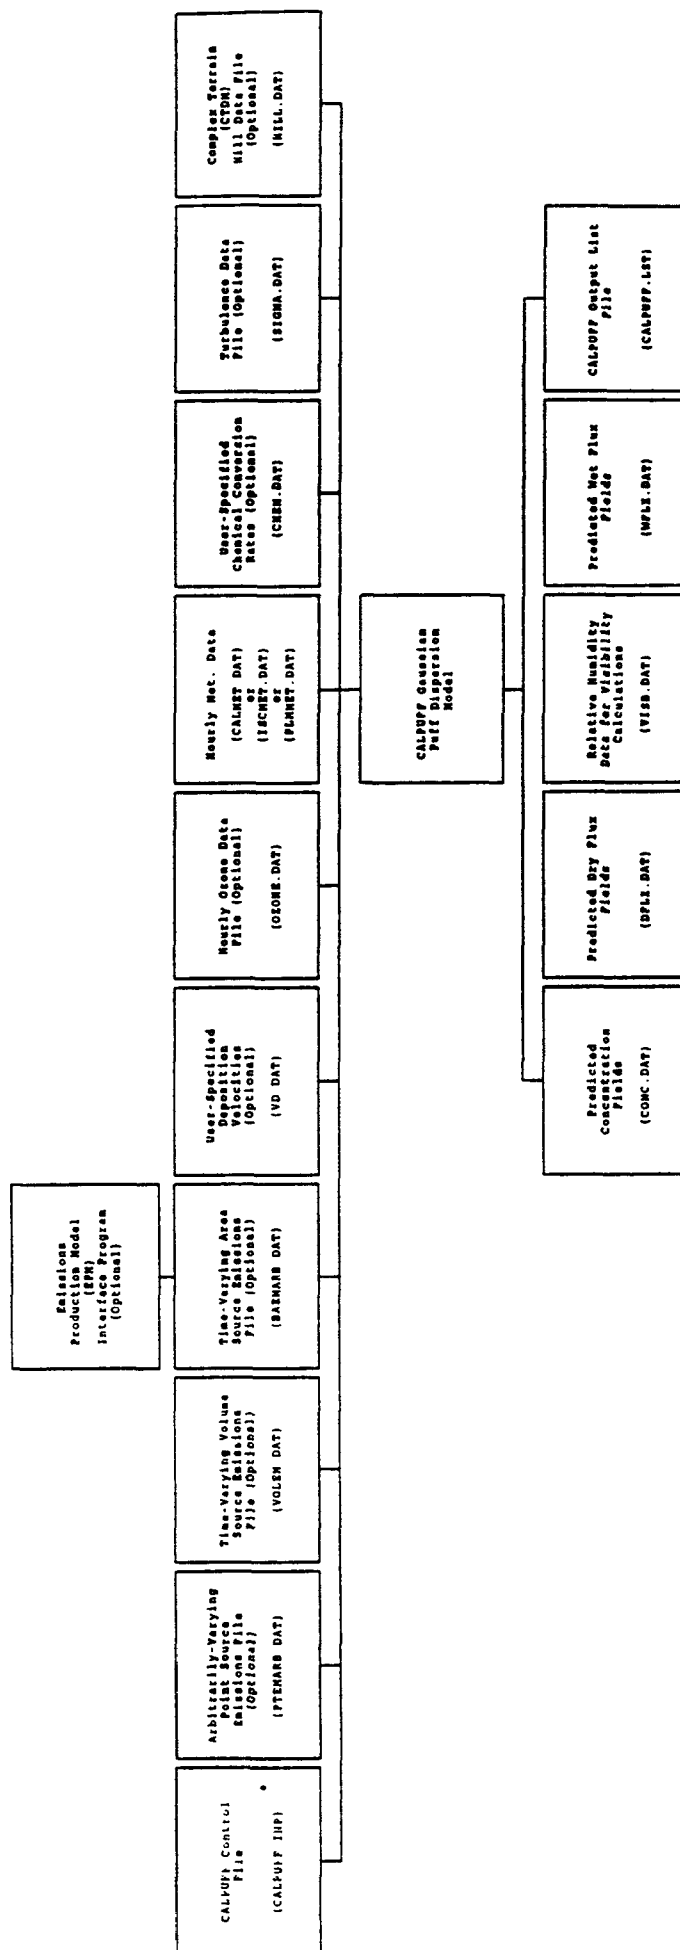 Emissions
Production Model
(EPM)
Interface Program
(Optional)
CALPUFF Control
File
(CALPUFF INP)
Arbitrarily-Varying
Point Source
Emissions File
(Optional)
(PTEMARB DAT)
Time-Varying Volume
Source Emissions
File (Optional)
(VOLEM DAT)
Time-Varying Area
Source Emissions
File (Optional)
(BAEMARB DAT)
User-Specified
Deposition
Velocities
(Optional)
(VD DAT)
Hourly Ozone Data
File (Optional)
(OZONE.DAT)
Hourly Met. Data
(CALMET DAT)
or
(ISCMET.DAT)
or
(PLMMET.DAT)
User-Specified
Chemical Conversion
Rates (Optional)
(CHEM.DAT)
Turbulence Data
File (Optional)
(SIGMA.DAT)
Complex Terrain
(CTDM)
Hill Data File
(Optional)
(HILL.DAT)
CALPUFF Gaussian
Puff Dispersion
Model
Predicted
Concentration
Fields
(CONC.DAT)
Predicted Dry Flux
Fields
(DFLX.DAT)
Relative Humidity
Data for Visibility
Calculations
(VISB.DAT)
Predicted Wet Flux
Fields
(WFLX.DAT)
CALPUFF Output List
File
(CALPUFF.LST)